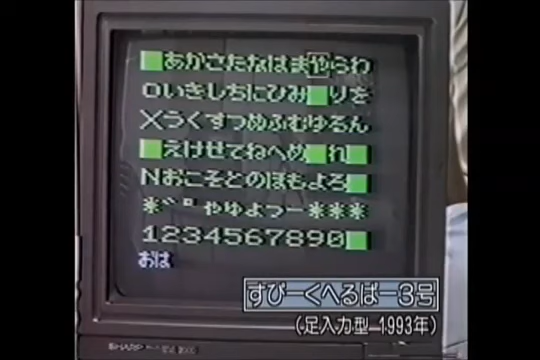 あかさたなはまやらわ
Oいきしちにひみりを
Xうくすつぬふむゆるん
えけせてねへめれ
Nおこそとのほもよろ
*゛゜ゃゅょっー***
1234567890
おは
すぴーくへるぱー3号
(足入力型 1993年)
SHARP